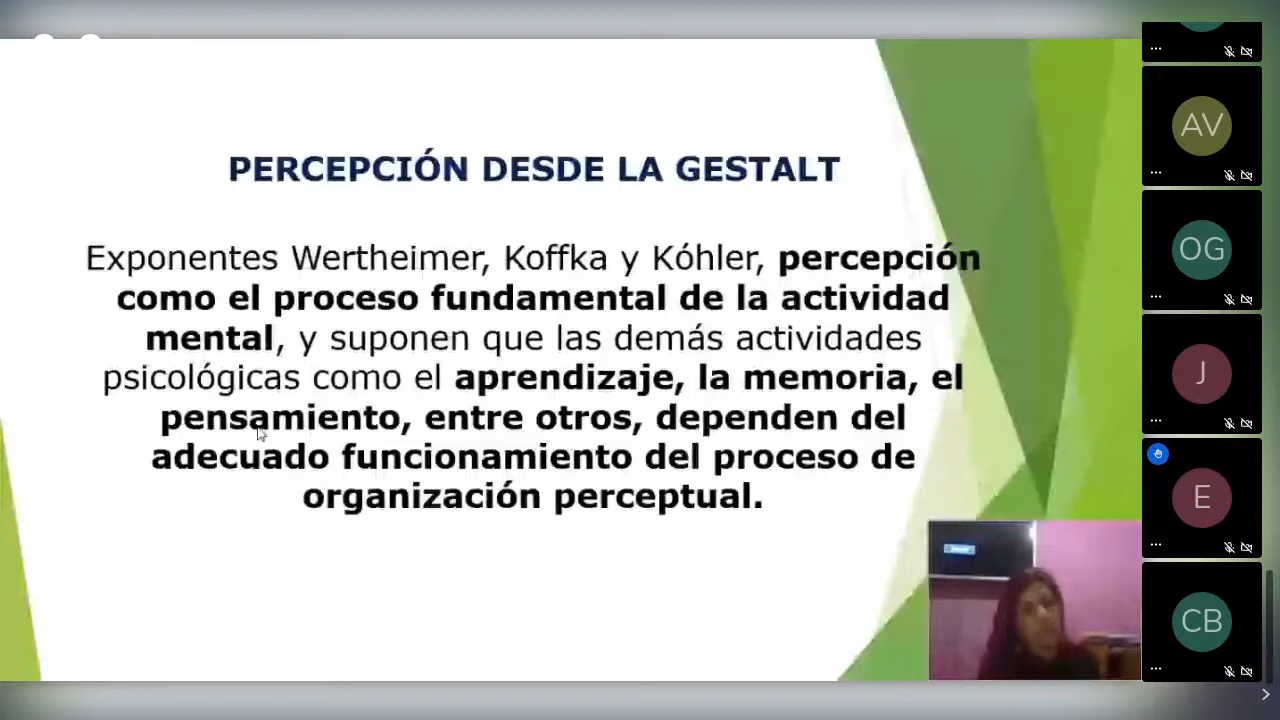 PERCEPCIÓN DESDE LA GESTALT
Exponentes Wertheimer, Koffka y Kóhler, percepción
como el proceso fundamental de la actividad
mental, y suponen que las demás actividades
psicológicas como el aprendizaje, la memoria, el
pensamiento, entre otros, dependen del
adecuado funcionamiento del proceso de
organización perceptual.
AV
OG
J
E
CB